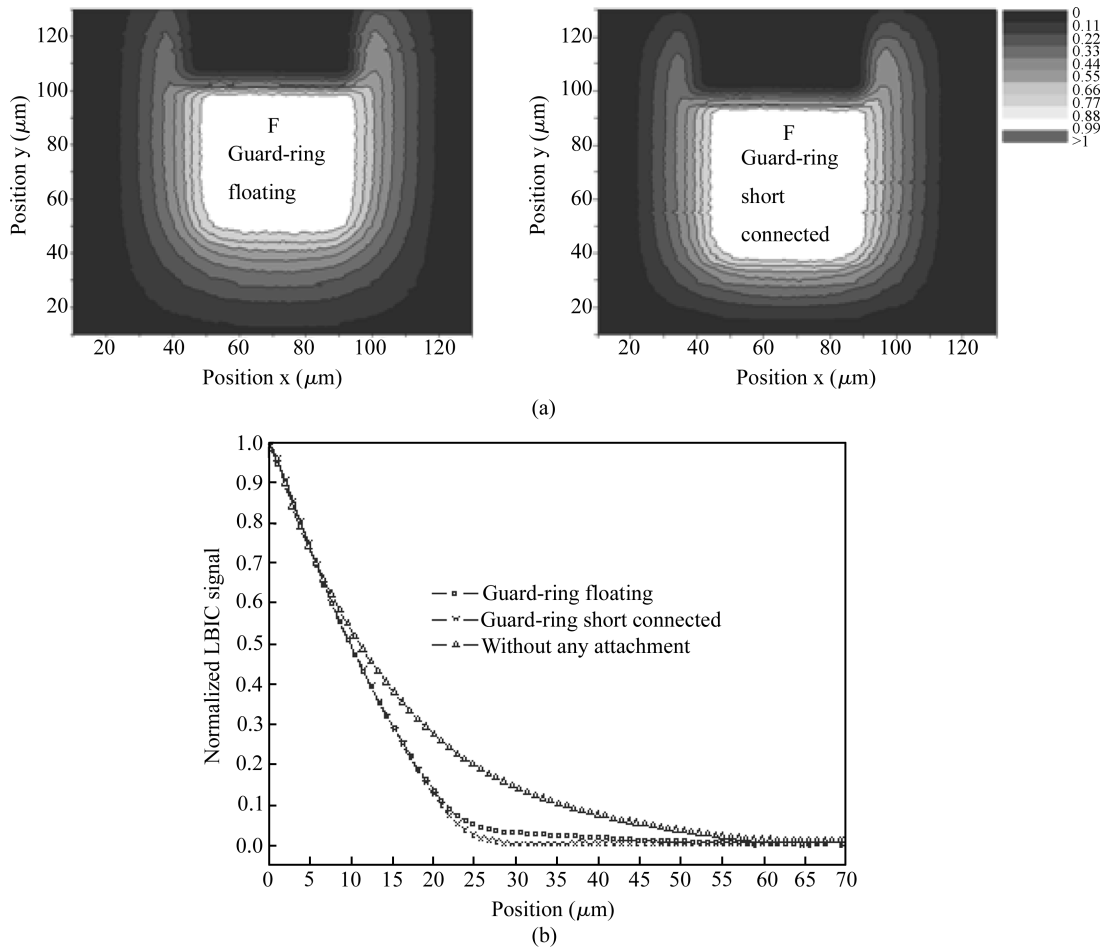 120
100
80
60
40
20
Position y (μm)
F
Guard-ring
floating
20 40 60 80 100 120
Position x (μm)
120
100
80
60
40
20
Position y (μm)
F
Guard-ring
short
connected
20 40 60 80 100 120
Position x (μm)
0
0.11
0.22
0.33
0.44
0.55
0.66
0.77
0.88
0.99
>1
(a)
1.0
0.9
0.8
0.7
0.6
0.5
0.4
0.3
0.2
0.1
0.0
Normalized LBIC signal
Guard-ring floating
Guard-ring short connected
Without any attachment
0 5 10 15 20 25 30 35 40 45 50 55 60 65 70
Position (μm)
(b)